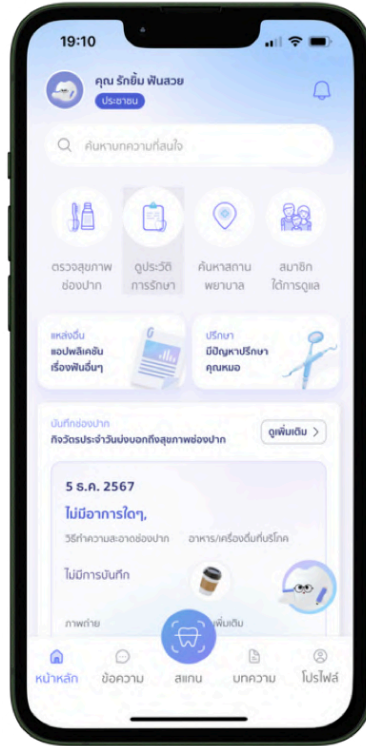 19:10
คุณ รักยิ้ม ฟันสวย
ประชาชน
ค้นหาบทความที่สนใจ
ตรวจสุขภาพ
ช่องปาก
ดูประวัติ
การรักษา
ค้นหาสถาน
พยาบาล
สมาชิก
ใต้การดูแล
แหล่งอื่น
แอปพลิเคชัน
เรื่องฟันอื่นๆ
ปรึกษา
มีปัญหาปรึกษา
คุณหมอ
บันทึกช่องปาก
กิจวัตรประจำวันบ่งบอกถึงสุขภาพช่องปาก
ดูเพิ่มเติม >
5 ธ.ค. 2567
ไม่มีอาการใดๆ,
วิธีทำความสะอาดช่องปาก
อาหาร/เครื่องดื่มที่บริโภค
ไม่มีการบันทึก
ภาพถ่าย
เพิ่มเติม
หน้าหลัก
ข้อความ
สแกน
บทความ
โปรไฟล์